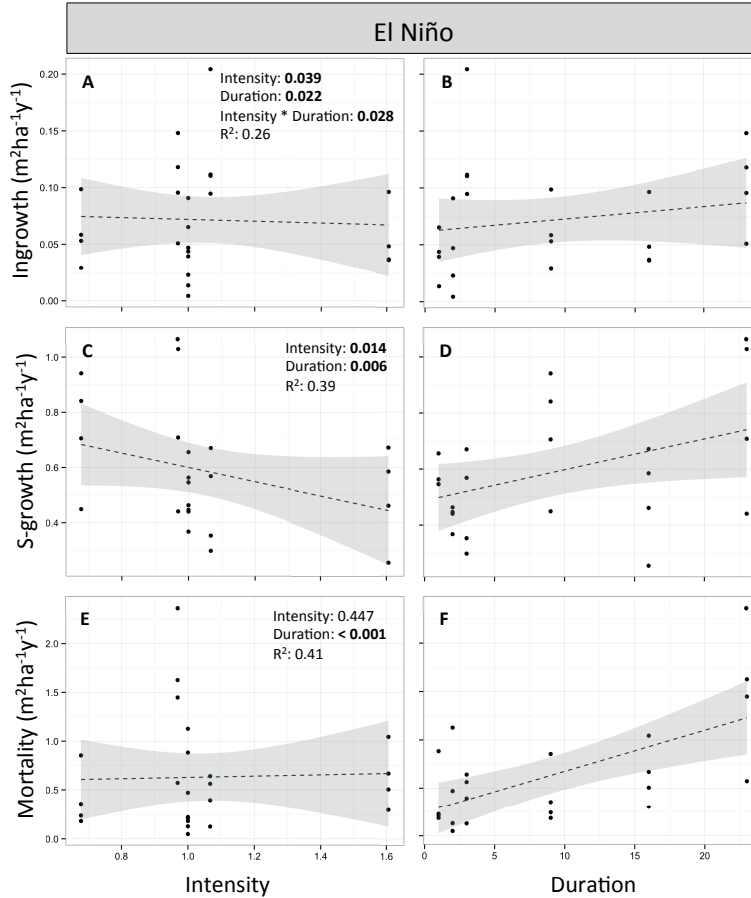 El Niño
A
Intensity: 0.039
Duration: 0.022
Intensity * Duration: 0.028
R²: 0.26
B
Ingrowth (m²ha⁻¹y⁻¹)
0.20
0.15
0.10
0.05
0.00
C
Intensity: 0.014
Duration: 0.006
R²: 0.39
D
S-growth (m²ha⁻¹y⁻¹)
1.0
0.8
0.6
0.4
E
Intensity: 0.447
Duration: < 0.001
R²: 0.41
F
Mortality (m²ha⁻¹y⁻¹)
2.0
1.5
1.0
0.5
0.0
0.8 1.0 1.2 1.4 1.6
0 5 10 15 20
Intensity
Duration